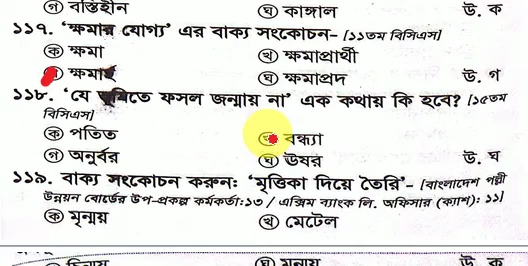 গ বস্তিহীন ঘ কাঙ্গাল উ. ক
১১৭. ‘ক্ষমার যোগ্য’ এর বাক্য সংকোচন– [১১তম বিসিএস]
ক ক্ষমা খ ক্ষমাপ্রার্থী
ক্ষমার্হ ঘ ক্ষমাপ্রদ উ. গ
১১৮. ‘যে ভূমিতে ফসল জন্মায় না’ এক কথায় কি হবে? [১৫তম
বিসিএস]
ক পতিত বন্ধ্যা
গ অনুর্বর ঘ ঊষর উ. ঘ
১১৯. বাক্য সংকোচন করুনঃ ‘মৃত্তিকা দিয়ে তৈরি’– [বাংলাদেশ পল্লী
উন্নয়ন বোর্ডের উপ-প্রকল্প কর্মকর্তা:১৩ / এক্সিম ব্যাংক লি. অফিসার (ক্যাশ): ১১]
ক মৃন্ময় খ মেটেল